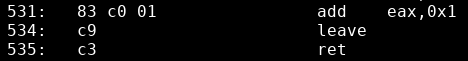 531:   83 c0 01                add    eax,0x1
534:   c9                      leave
535:   c3                      ret